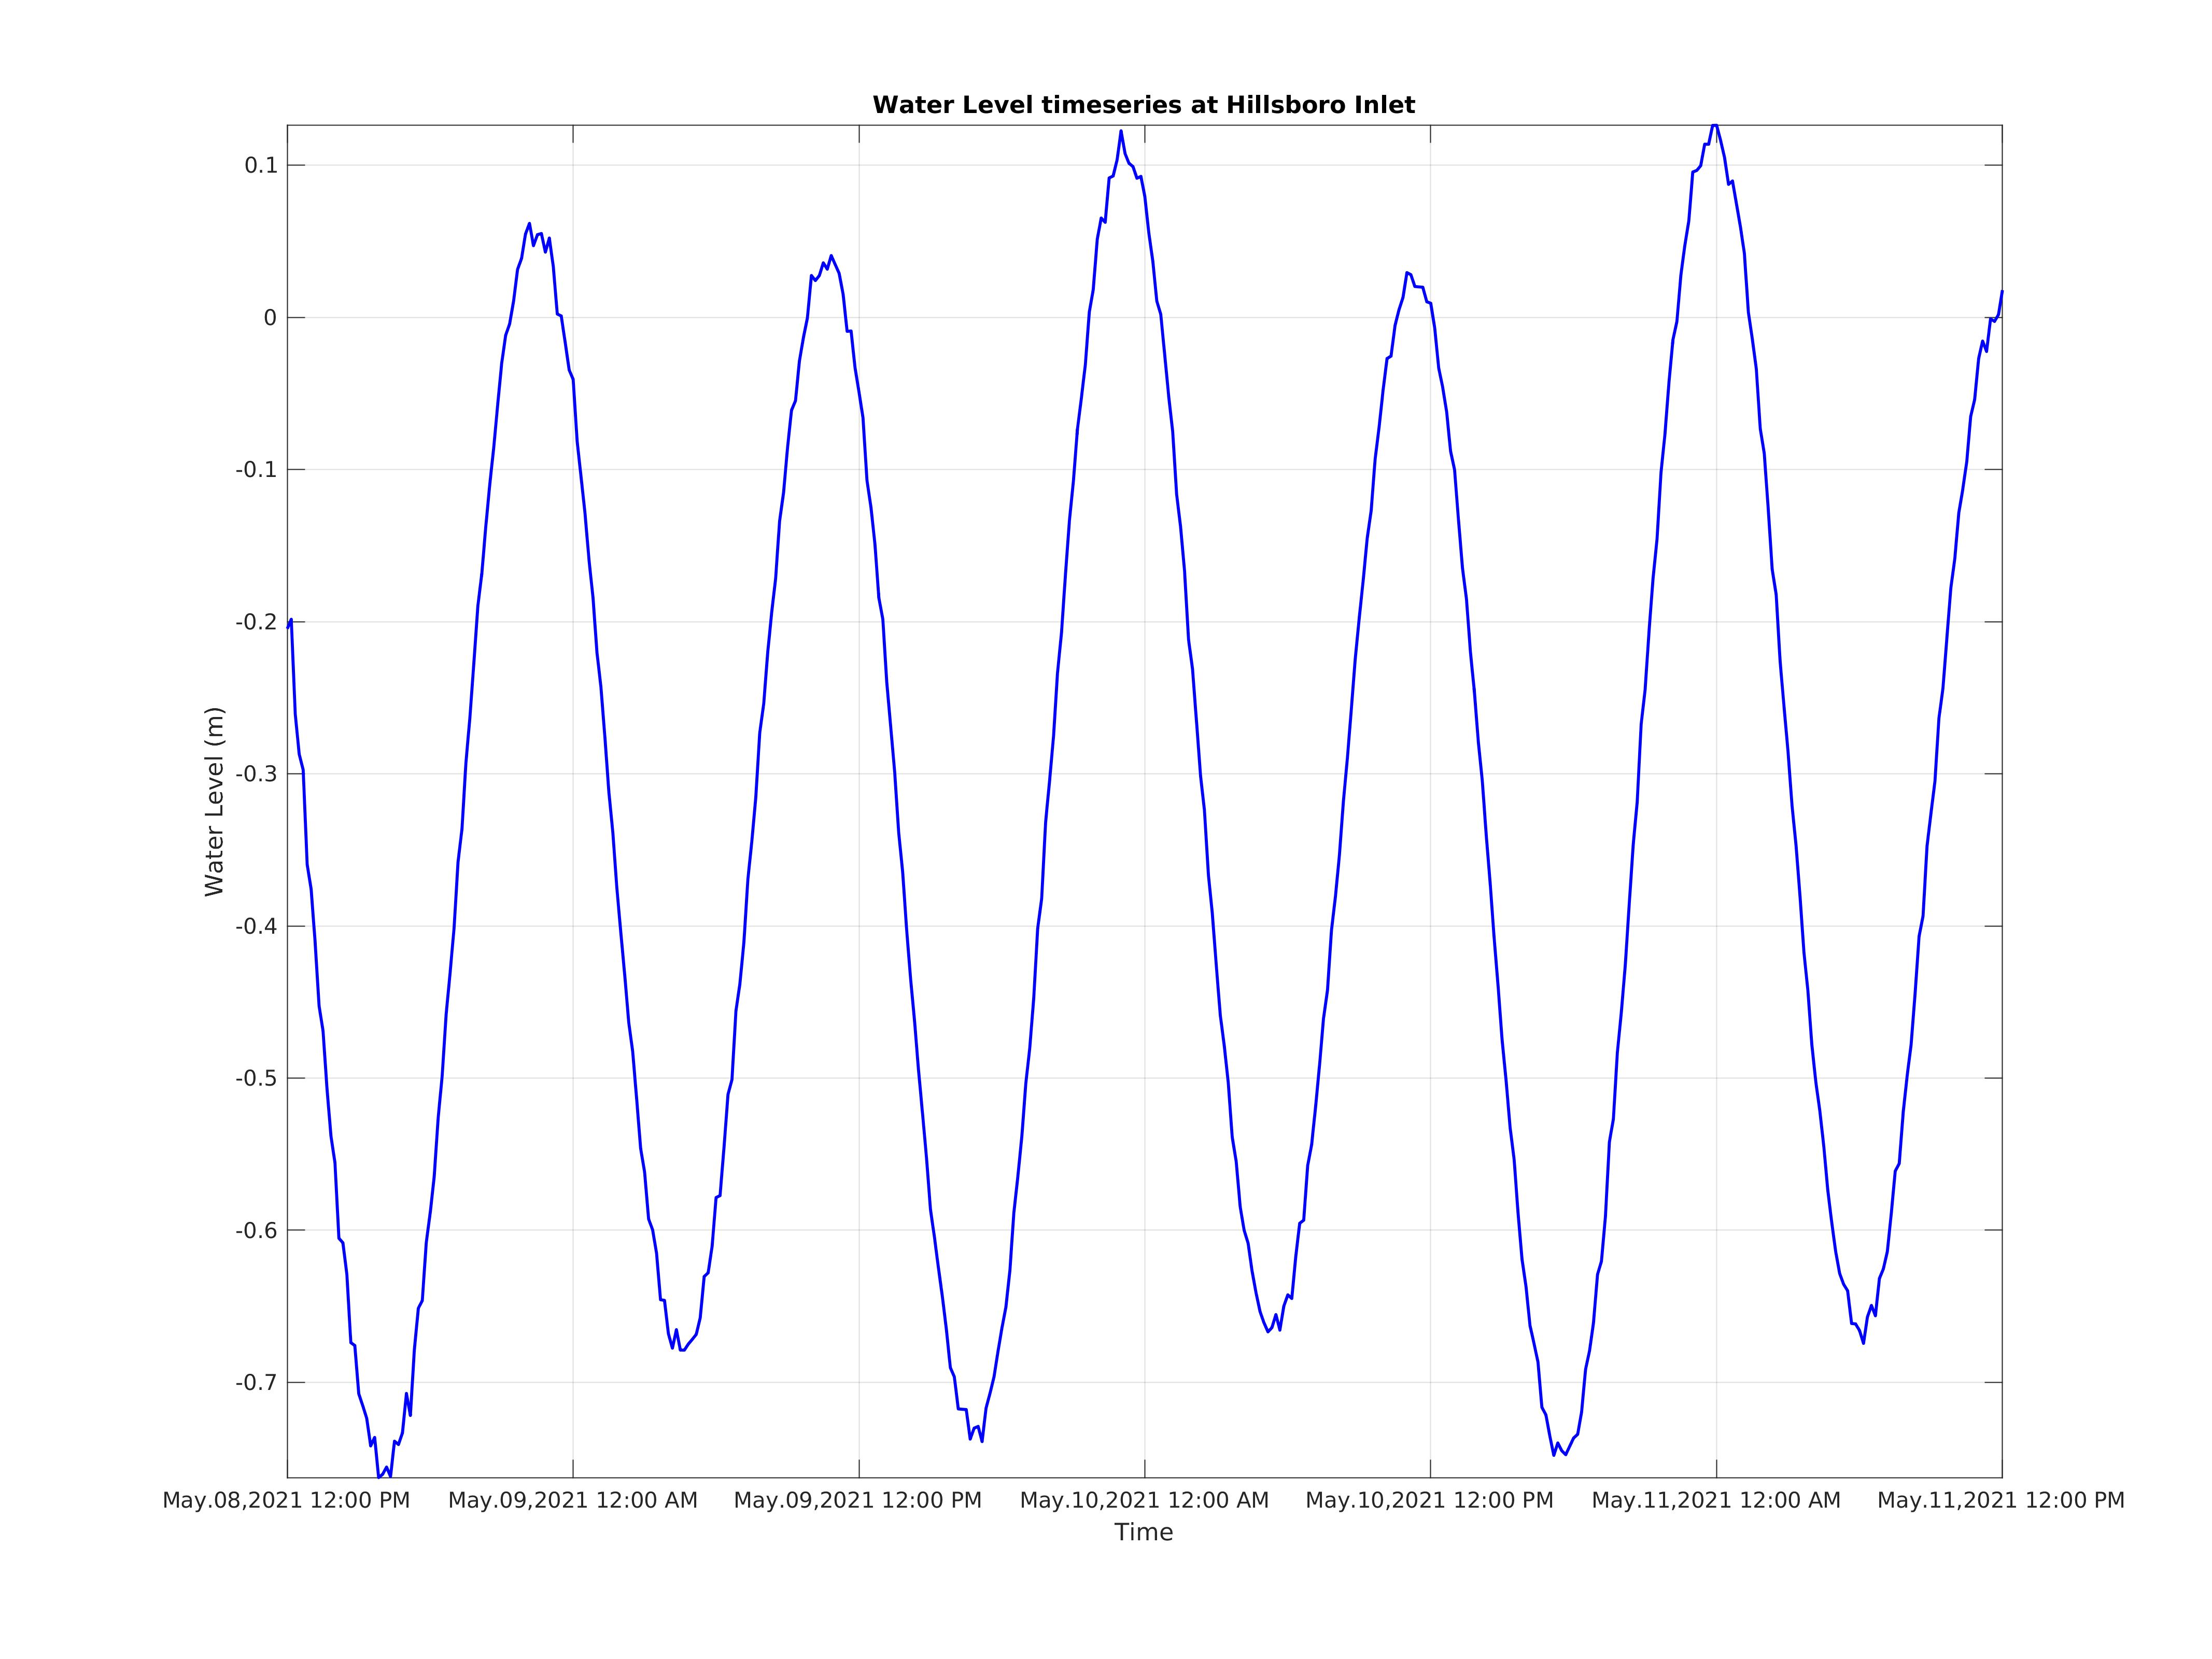 Water Level timeseries at Hillsboro Inlet
0.1
0
-0.1
-0.2
-0.3
-0.4
-0.5
-0.6
-0.7
Water Level (m)
May.08,2021 12:00 PM May.09,2021 12:00 AM May.09,2021 12:00 PM May.10,2021 12:00 AM May.10,2021 12:00 PM May.11,2021 12:00 AM May.11,2021 12:00 PM
Time